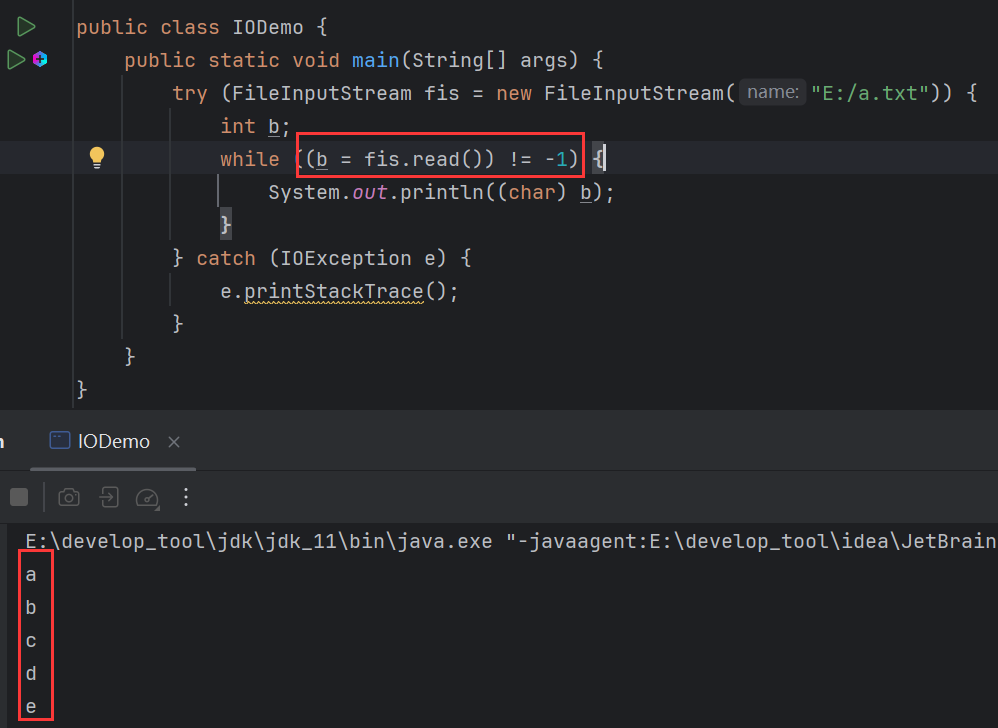 public class IODemo {
public static void main(String[] args) {
try (FileInputStream fis = new FileInputStream( name: "E:/a.txt")) {
int b;
while ((b = fis.read()) != -1) {
System.out.println((char) b);
}
} catch (IOException e) {
e.printStackTrace();
}
}
}
IODemo
E:\develop_tool\jdk\jdk_11\bin\java.exe "-javaagent:E:\develop_tool\idea\JetBrain
a
b
c
d
e